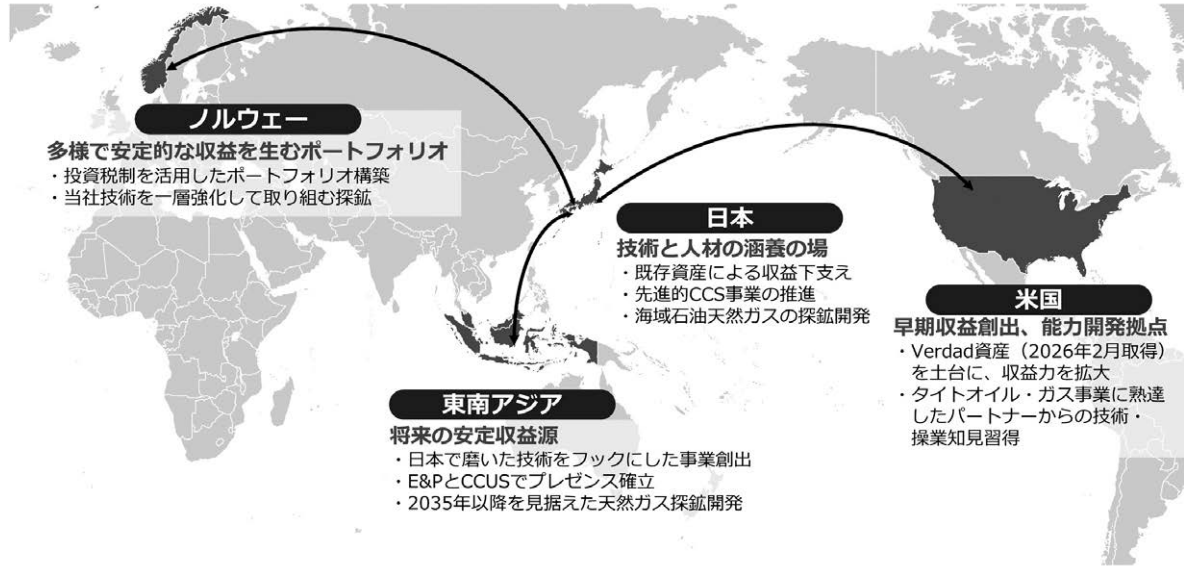 ノルウェー
多様で安定的な収益を生むポートフォリオ
・投資税制を活用したポートフォリオ構築
・当社技術を一層強化して取り組む探鉱
日本
技術と人材の涵養の場
・既存資産による収益下支え
・先進的CCS事業の推進
・海域石油天然ガスの探鉱開発
米国
早期収益創出、能力開発拠点
・Verdad資産（2026年2月取得）
を土台に、収益力を拡大
・タイトオイル・ガス事業に熟達
したパートナーからの技術・
操業知見習得
東南アジア
将来の安定収益源
・日本で磨いた技術をフックにした事業創出
・E&PとCCUSでプレゼンス確立
・2035年以降を見据えた天然ガス探鉱開発